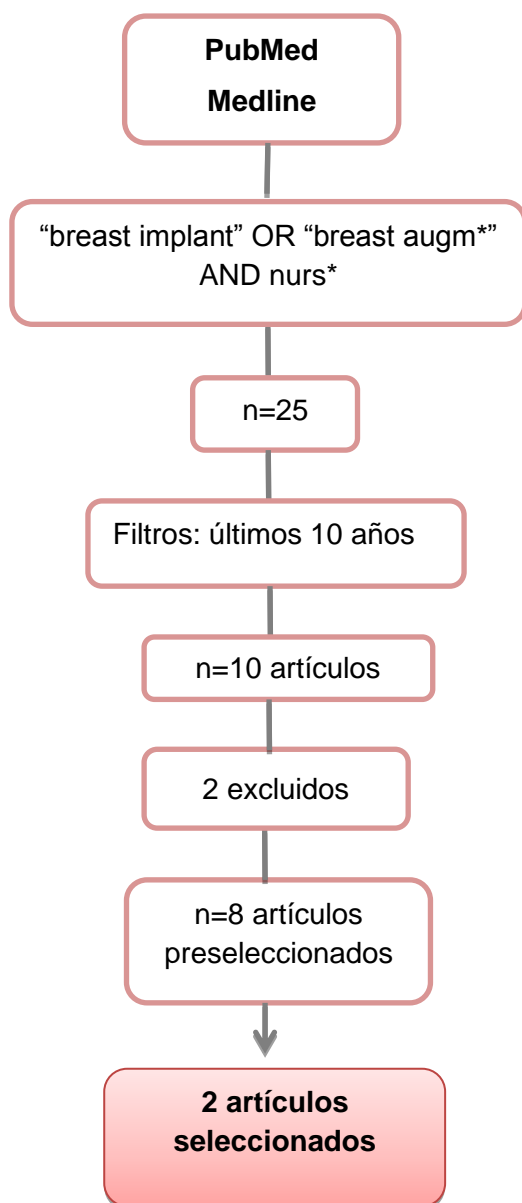 PubMed
Medline
“breast implant” OR “breast augm*”
AND nurs*
n=25
Filtros: últimos 10 años
n=10 artículos
2 excluidos
n=8 artículos
preseleccionados
2 artículos
seleccionados